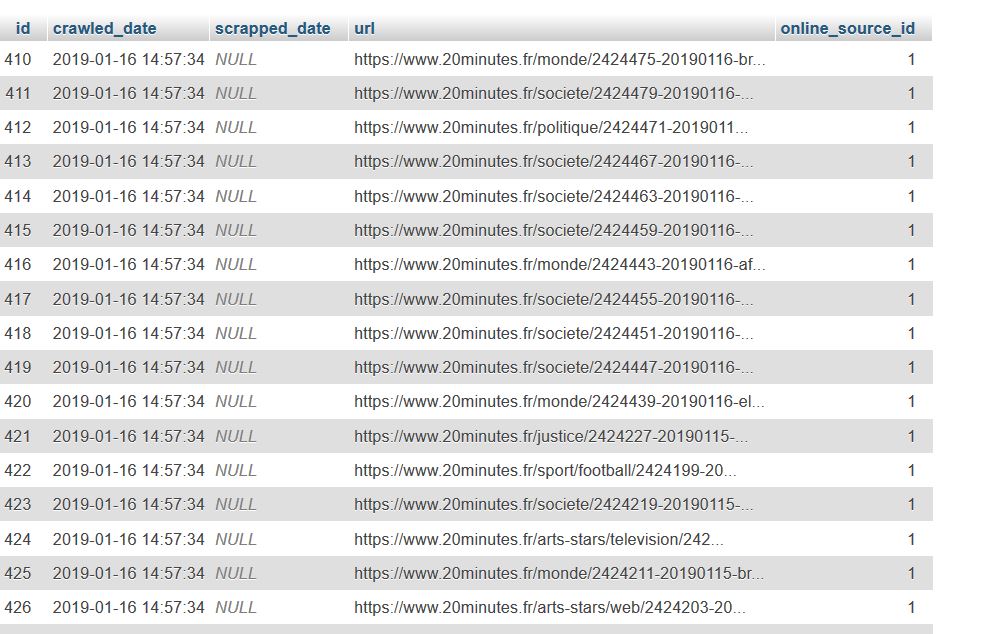 id crawled_date scrapped_date url online_source_id
410 2019-01-16 14:57:34 NULL https://www.20minutes.fr/monde/2424475-20190116-br... 1
411 2019-01-16 14:57:34 NULL https://www.20minutes.fr/societe/2424479-20190116-... 1
412 2019-01-16 14:57:34 NULL https://www.20minutes.fr/politique/2424471-2019011... 1
413 2019-01-16 14:57:34 NULL https://www.20minutes.fr/societe/2424467-20190116-... 1
414 2019-01-16 14:57:34 NULL https://www.20minutes.fr/societe/2424463-20190116-... 1
415 2019-01-16 14:57:34 NULL https://www.20minutes.fr/societe/2424459-20190116-... 1
416 2019-01-16 14:57:34 NULL https://www.20minutes.fr/monde/2424443-20190116-af... 1
417 2019-01-16 14:57:34 NULL https://www.20minutes.fr/societe/2424455-20190116-... 1
418 2019-01-16 14:57:34 NULL https://www.20minutes.fr/societe/2424451-20190116-... 1
419 2019-01-16 14:57:34 NULL https://www.20minutes.fr/societe/2424447-20190116-... 1
420 2019-01-16 14:57:34 NULL https://www.20minutes.fr/monde/2424439-20190116-el... 1
421 2019-01-16 14:57:34 NULL https://www.20minutes.fr/justice/2424227-20190115-... 1
422 2019-01-16 14:57:34 NULL https://www.20minutes.fr/sport/football/2424199-20... 1
423 2019-01-16 14:57:34 NULL https://www.20minutes.fr/societe/2424219-20190115-... 1
424 2019-01-16 14:57:34 NULL https://www.20minutes.fr/arts-stars/television/242... 1
425 2019-01-16 14:57:34 NULL https://www.20minutes.fr/monde/2424211-20190115-br... 1
426 2019-01-16 14:57:34 NULL https://www.20minutes.fr/arts-stars/web/2424203-20... 1